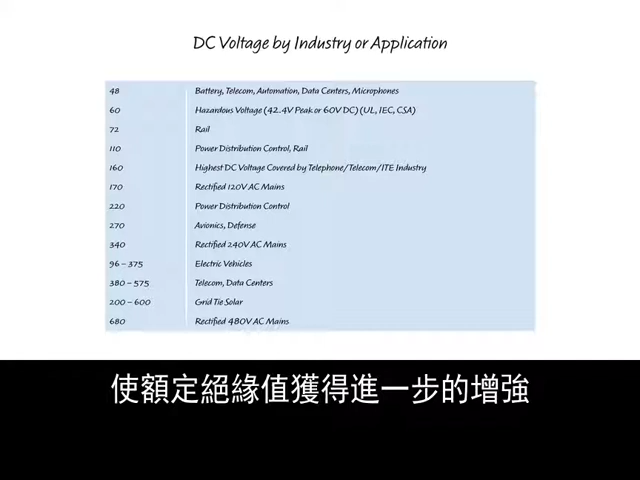 DC Voltage by Industry or Application
48 Battery, Telecom, Automation, Data Centers, Microphones
60 Hazardous Voltage (42.4V Peak or 60V DC) (UL, IEC, CSA)
72 Rail
110 Power Distribution Control, Rail
160 Highest DC Voltage Covered by Telephone/Telecom/ITE Industry
170 Rectified 120V AC Mains
220 Power Distribution Control
270 Avionics, Defense
340 Rectified 240V AC Mains
96 – 375 Electric Vehicles
380 – 575 Telecom, Data Centers
200 – 600 Grid Tie Solar
680 Rectified 480V AC Mains
使額定絕緣值獲得進一步的增強